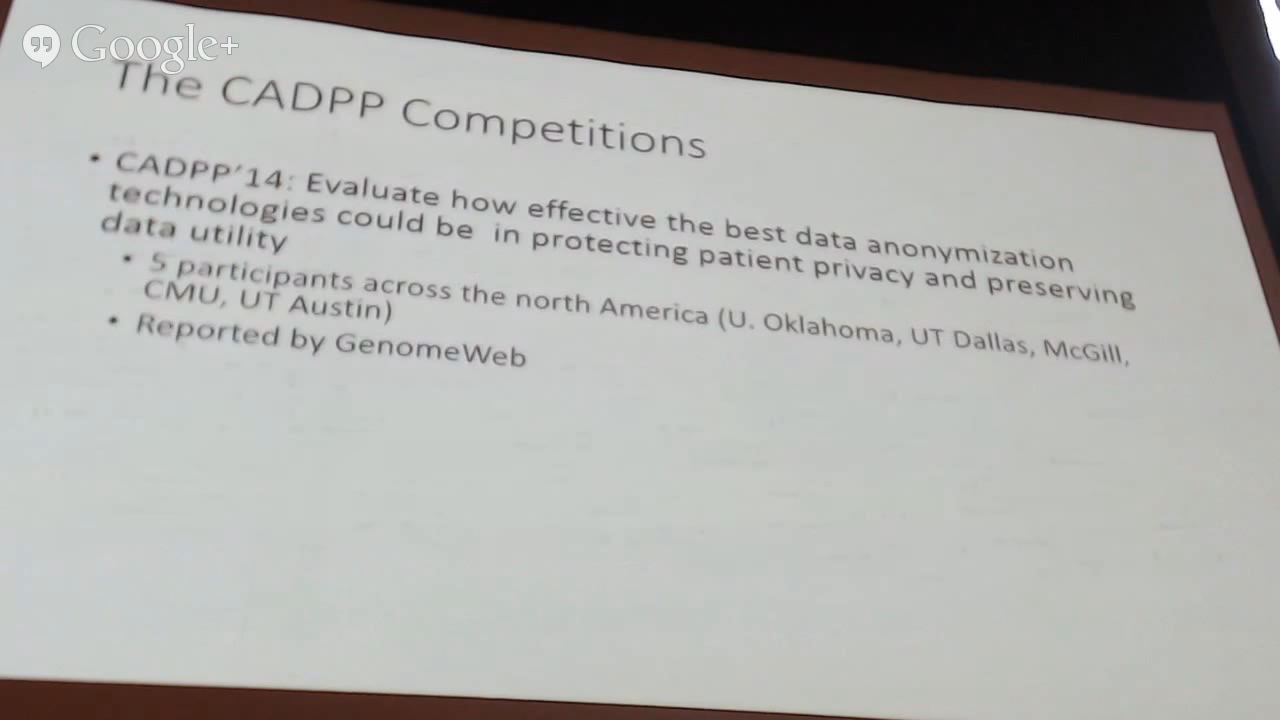 Google+
The CADPP Competitions
• CADPP'14: Evaluate how effective the best data anonymization
technologies could be in protecting patient privacy and preserving
data utility
• 5 participants across the north America (U. Oklahoma, UT Dallas, McGill,
CMU, UT Austin)
• Reported by GenomeWeb